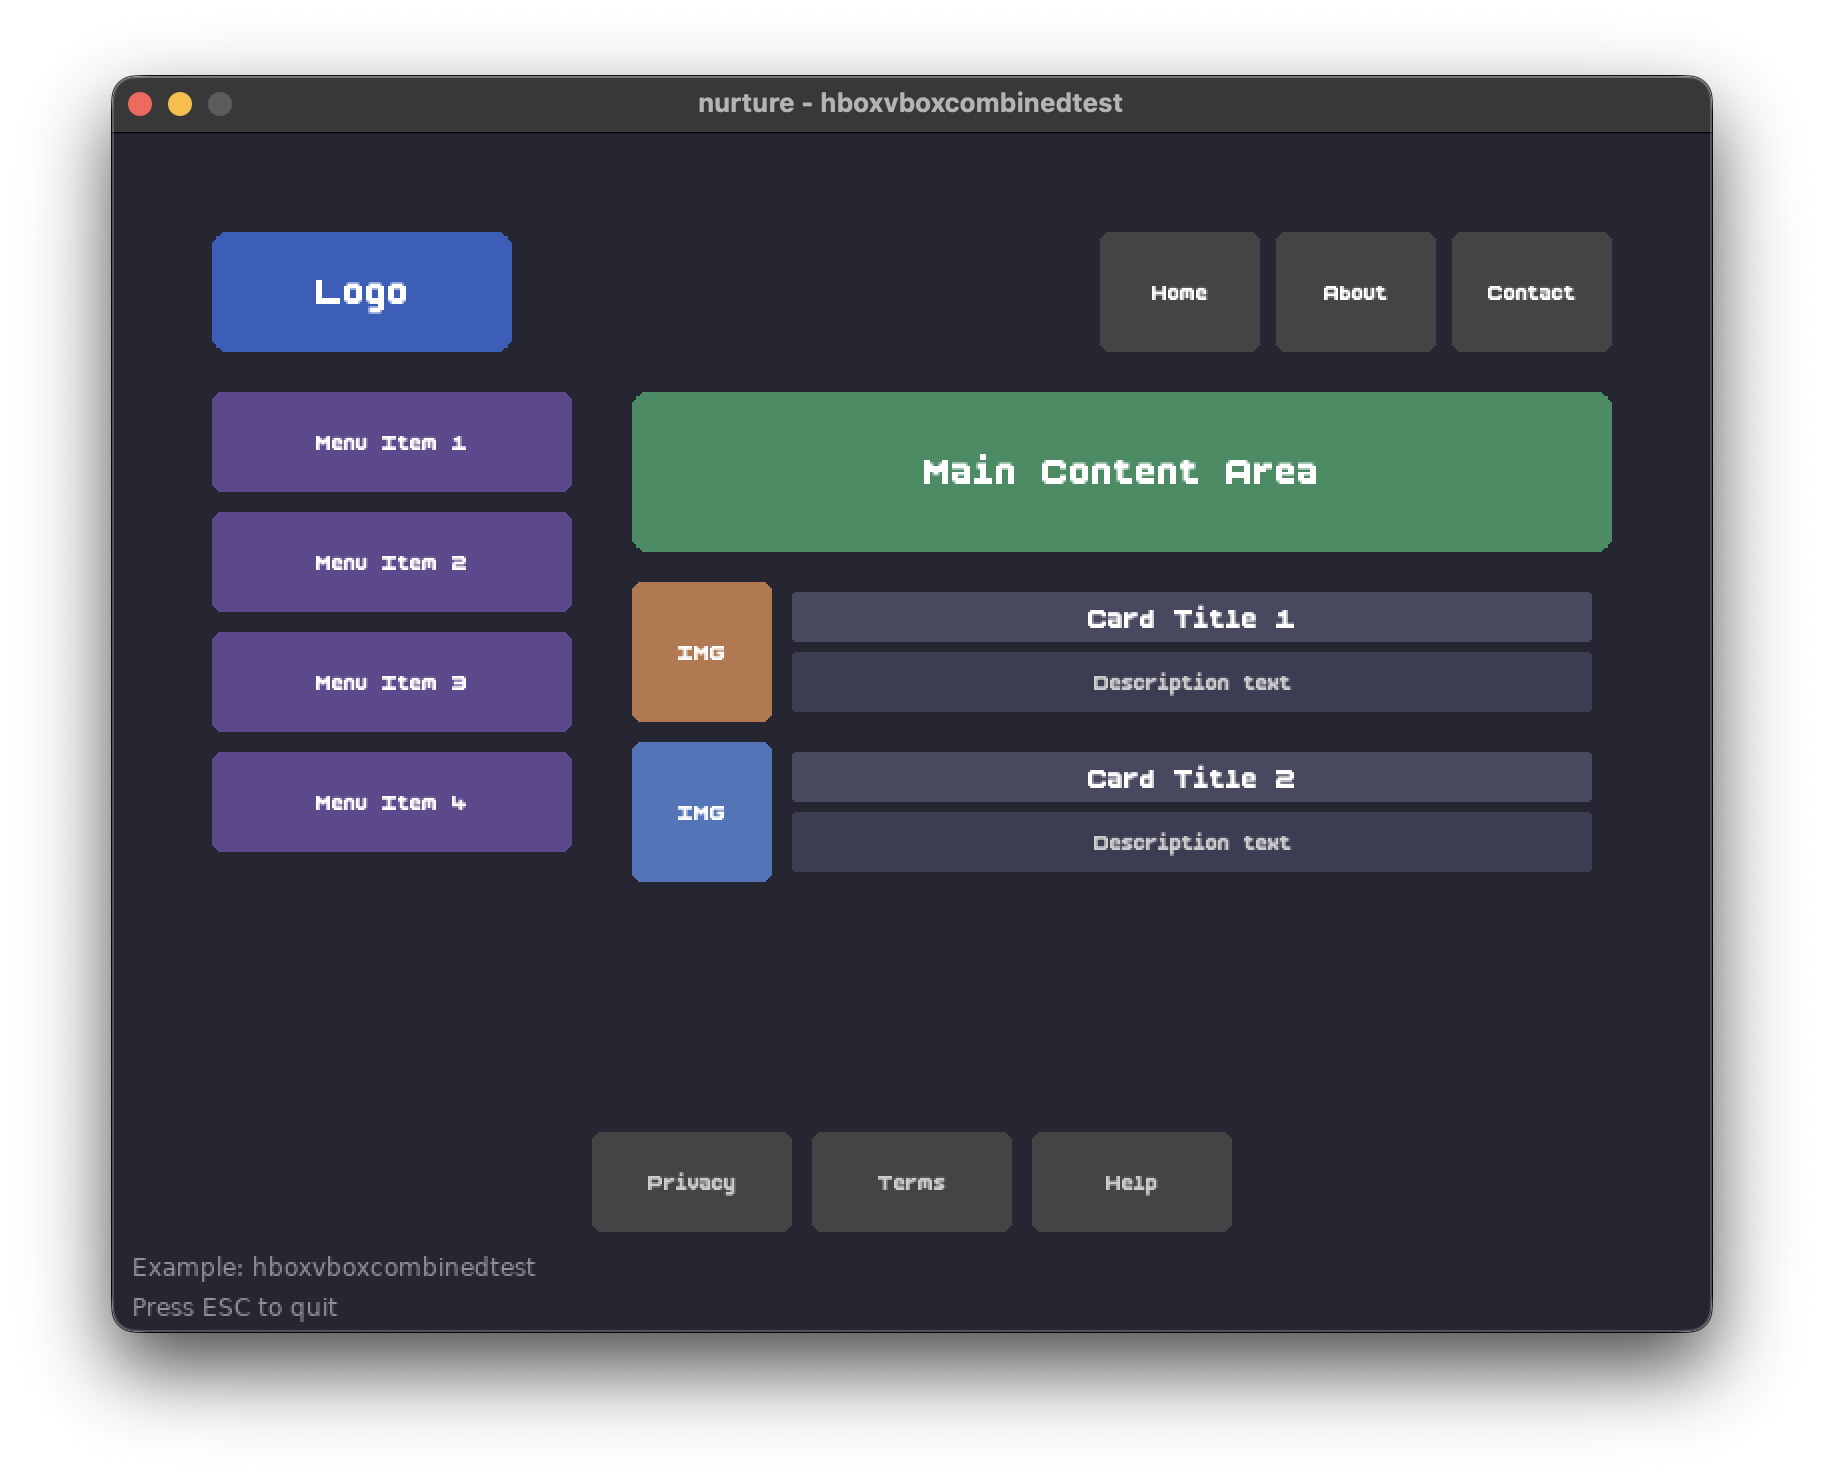 nurture - hboxvboxcombinedtest
Logo
Home
About
Contact
Menu Item 1
Menu Item 2
Menu Item 3
Menu Item 4
Main Content Area
IMG
Card Title 1
Description text
IMG
Card Title 2
Description text
Privacy
Terms
Help
Example: hboxvboxcombinedtest
Press ESC to quit